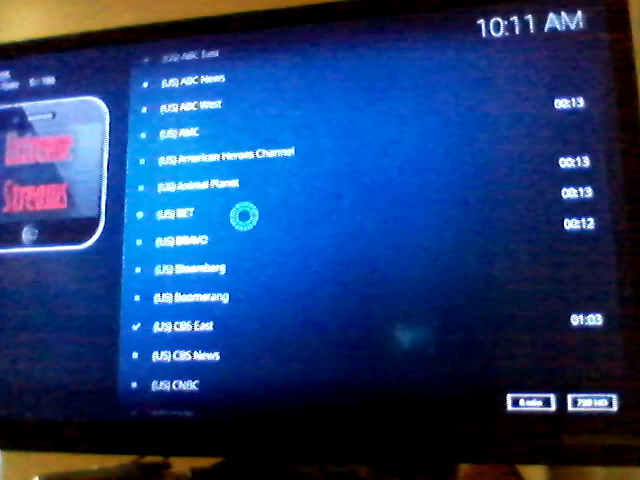 10:11 AM
(US) ABC East
(US) ABC News
(US) ABC West
00:13
(US) AMC
(US) American Heroes Channel
00:13
(US) Animal Planet
00:13
(US) BET
00:12
(US) BRAVO
(US) Bloomberg
(US) Boomerang
(US) CBS East
01:03
(US) CBS News
(US) CNBC
Streams